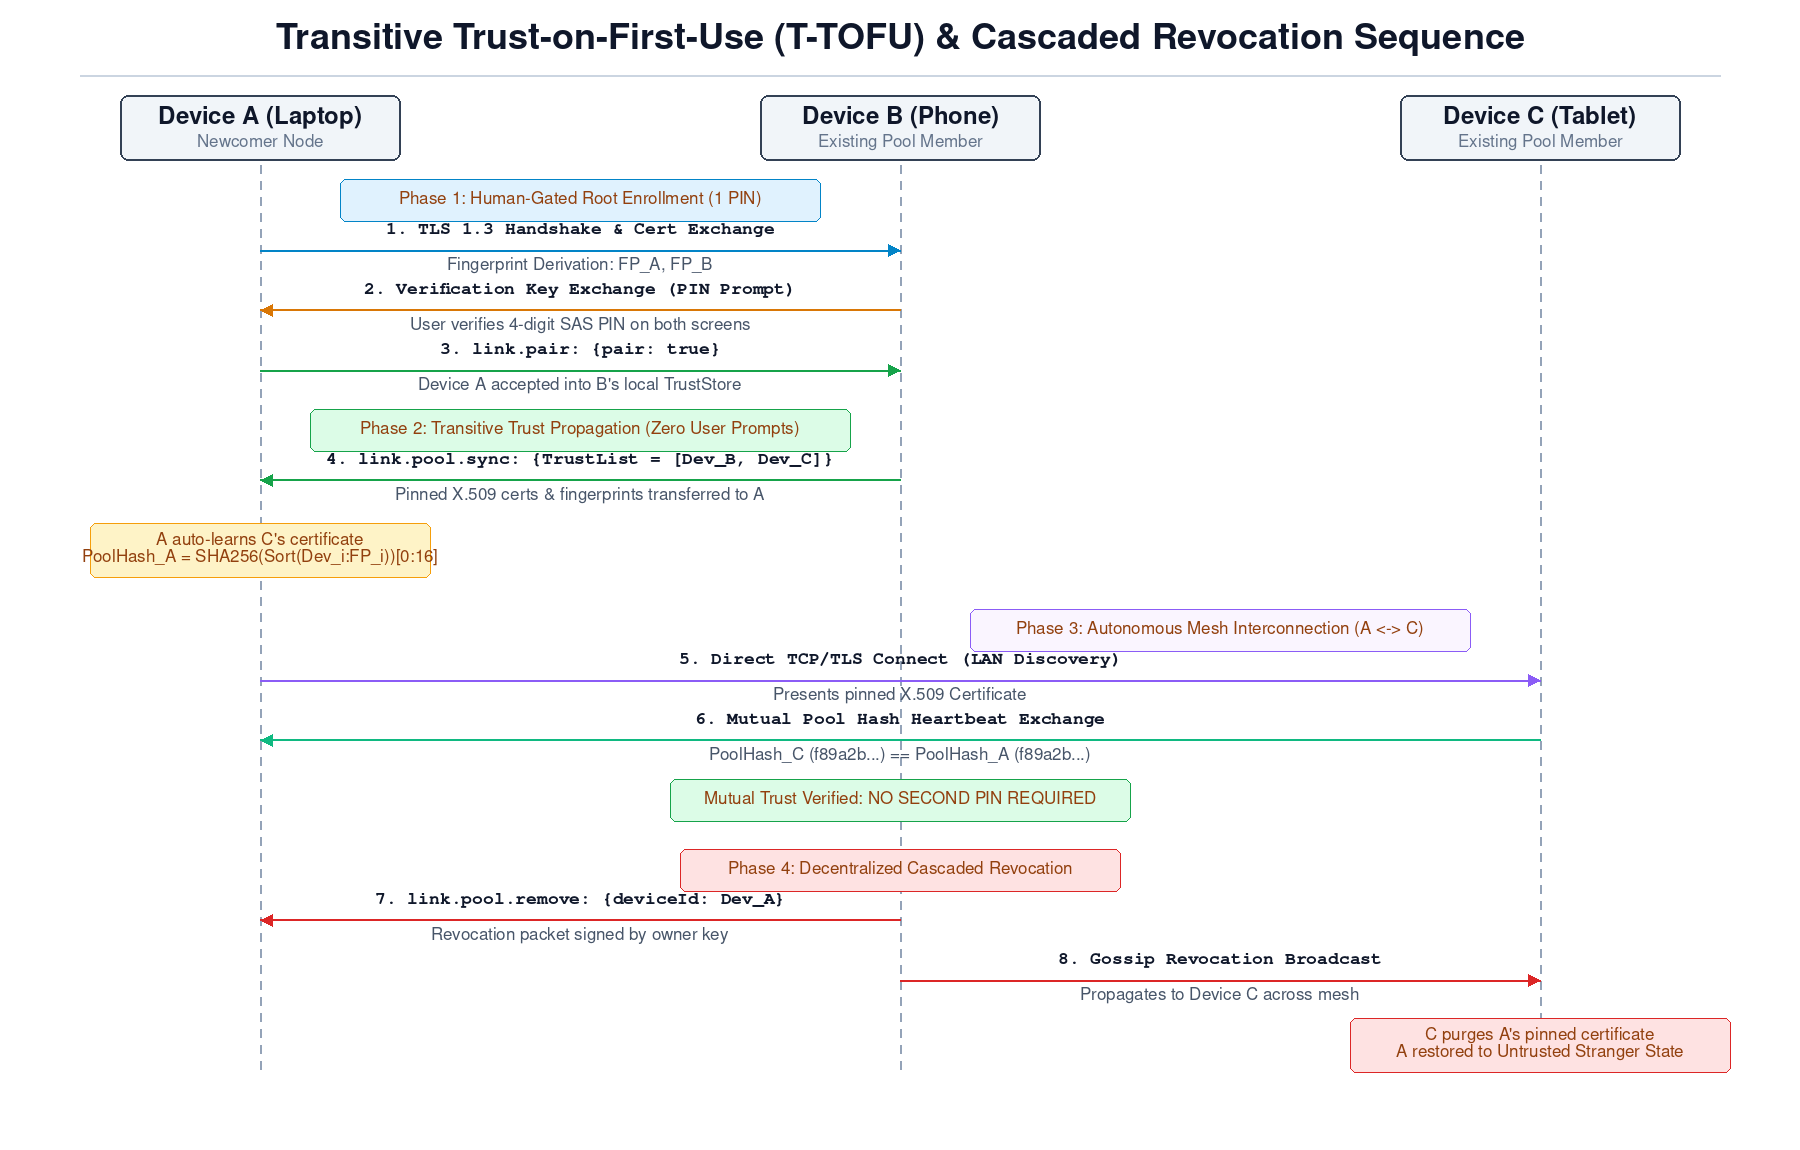 Transitive Trust-on-First-Use (T-TOFU) & Cascaded Revocation Sequence
Device A (Laptop)
Newcomer Node
Device B (Phone)
Existing Pool Member
Device C (Tablet)
Existing Pool Member
Phase 1: Human-Gated Root Enrollment (1 PIN)
1. TLS 1.3 Handshake & Cert Exchange
Fingerprint Derivation: FP_A, FP_B
2. Verification Key Exchange (PIN Prompt)
User verifies 4-digit SAS PIN on both screens
3. link.pair: {pair: true}
Device A accepted into B's local TrustStore
Phase 2: Transitive Trust Propagation (Zero User Prompts)
4. link.pool.sync: {TrustList = [Dev_B, Dev_C]}
Pinned X.509 certs & fingerprints transferred to A
A auto-learns C's certificate
PoolHash_A = SHA256(Sort(Dev_i:FP_i))[0:16]
Phase 3: Autonomous Mesh Interconnection (A <-> C)
5. Direct TCP/TLS Connect (LAN Discovery)
Presents pinned X.509 Certificate
6. Mutual Pool Hash Heartbeat Exchange
PoolHash_C (f89a2b...) == PoolHash_A (f89a2b...)
Mutual Trust Verified: NO SECOND PIN REQUIRED
Phase 4: Decentralized Cascaded Revocation
7. link.pool.remove: {deviceId: Dev_A}
Revocation packet signed by owner key
8. Gossip Revocation Broadcast
Propagates to Device C across mesh
C purges A's pinned certificate
A restored to Untrusted Stranger State